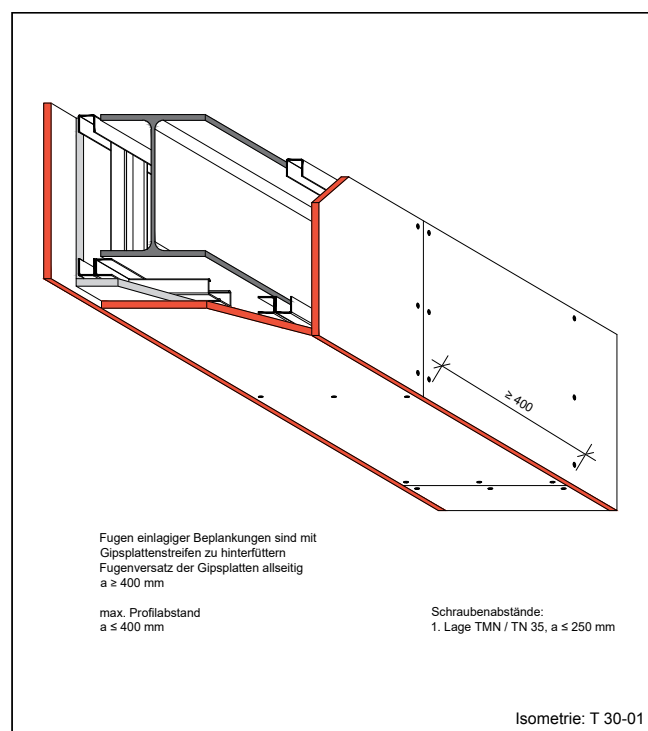 ≥ 400
Fugen einlagiger Beplankungen sind mit
Gipsplattenstreifen zu hinterfüttern
Fugenversatz der Gipsplatten allseitig
a ≥ 400 mm
max. Profilabstand
a ≤ 400 mm
Schraubenabstände:
1. Lage TMN / TN 35, a ≤ 250 mm
Isometrie: T 30-01